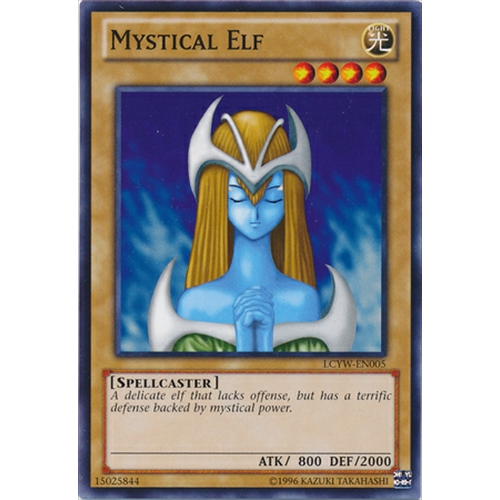 MYSTICAL ELF
LIGHT
光
LCYW-EN005
[SPELLCASTER]
A delicate elf that lacks offense, but has a terrific
defense backed by mystical power.
ATK/ 800 DEF/2000
15025844
©1996 KAZUKI TAKAHASHI